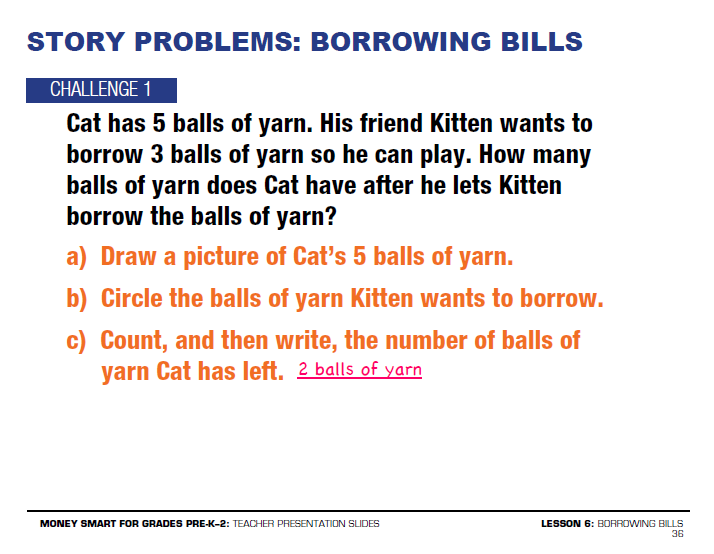 STORY PROBLEMS: BORROWING BILLS
CHALLENGE 1
Cat has 5 balls of yarn. His friend Kitten wants to
borrow 3 balls of yarn so he can play. How many
balls of yarn does Cat have after he lets Kitten
borrow the balls of yarn?
a) Draw a picture of Cat’s 5 balls of yarn.
b) Circle the balls of yarn Kitten wants to borrow.
c) Count, and then write, the number of balls of
yarn Cat has left. 2 balls of yarn
MONEY SMART FOR GRADES PRE-K–2: TEACHER PRESENTATION SLIDES
LESSON 6: BORROWING BILLS
36